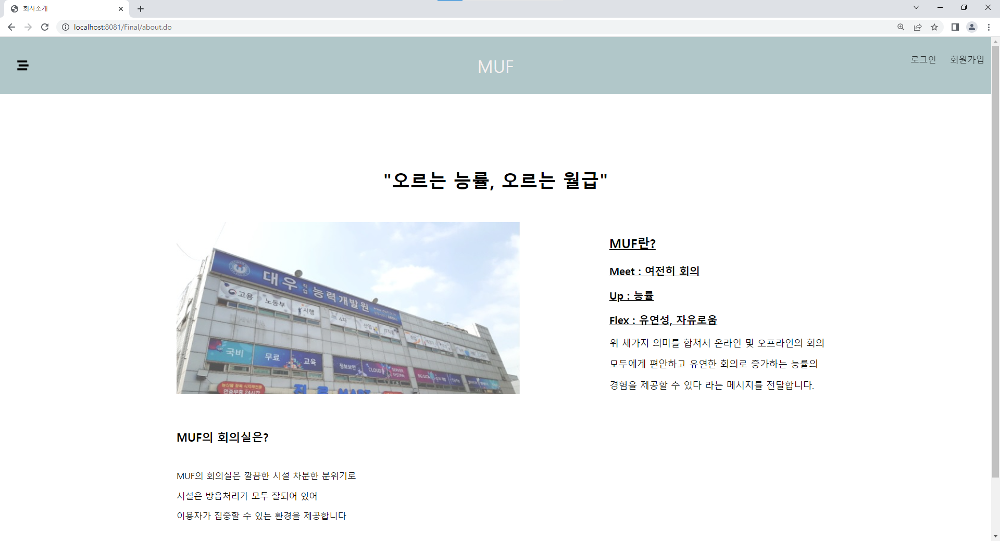 회사소개
localhost:8081/Final/about.do
MUF
로그인 회원가입
"오르는 능률, 오르는 월급"
대우 직업 능력개발원
고용 노동부 시행
4차 산업
국비 무료 교육 정보보안 CLOUD SERVER SYSTEM BIG DATA
연중무휴 24시간
MUF란?
Meet : 여전히 회의
Up : 능률
Flex : 유연성, 자유로움
위 세가지 의미를 합쳐서 온라인 및 오프라인의 회의
모두에게 편안하고 유연한 회의로 증가하는 능률의
경험을 제공할 수 있다 라는 메시지를 전달합니다.
MUF의 회의실은?
MUF의 회의실은 깔끔한 시설 차분한 분위기로
시설은 방음처리가 모두 잘되어 있어
이용자가 집중할 수 있는 환경을 제공합니다